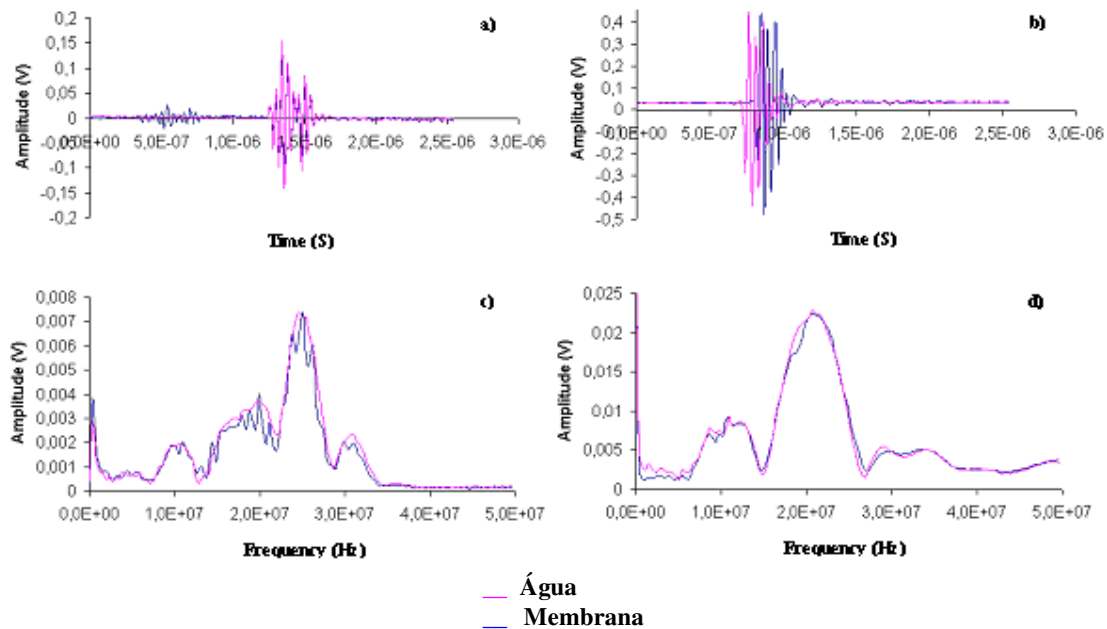 a)
Amplitude (V)
0,2
0,15
0,1
0,05
0
-0,05
-0,1
-0,15
-0,2
0,0E+00 5,0E-07 1,0E-06 1,5E-06 2,0E-06 2,5E-06 3,0E-06
Time (S)
b)
Amplitude (V)
0,4
0,3
0,2
0,1
0
-0,1
-0,2
-0,3
-0,4
-0,5
0,0E+00 5,0E-07 1,0E-06 1,5E-06 2,0E-06 2,5E-06 3,0E-06
Time (S)
c)
Amplitude (V)
0,008
0,007
0,006
0,005
0,004
0,003
0,002
0,001
0
0,0E+00 1,0E+07 2,0E+07 3,0E+07 4,0E+07 5,0E+07
Frequency (Hz)
d)
Amplitude (V)
0,025
0,02
0,015
0,01
0,005
0
0,0E+00 1,0E+07 2,0E+07 3,0E+07 4,0E+07 5,0E+07
Frequency (Hz)
Água
Membrana